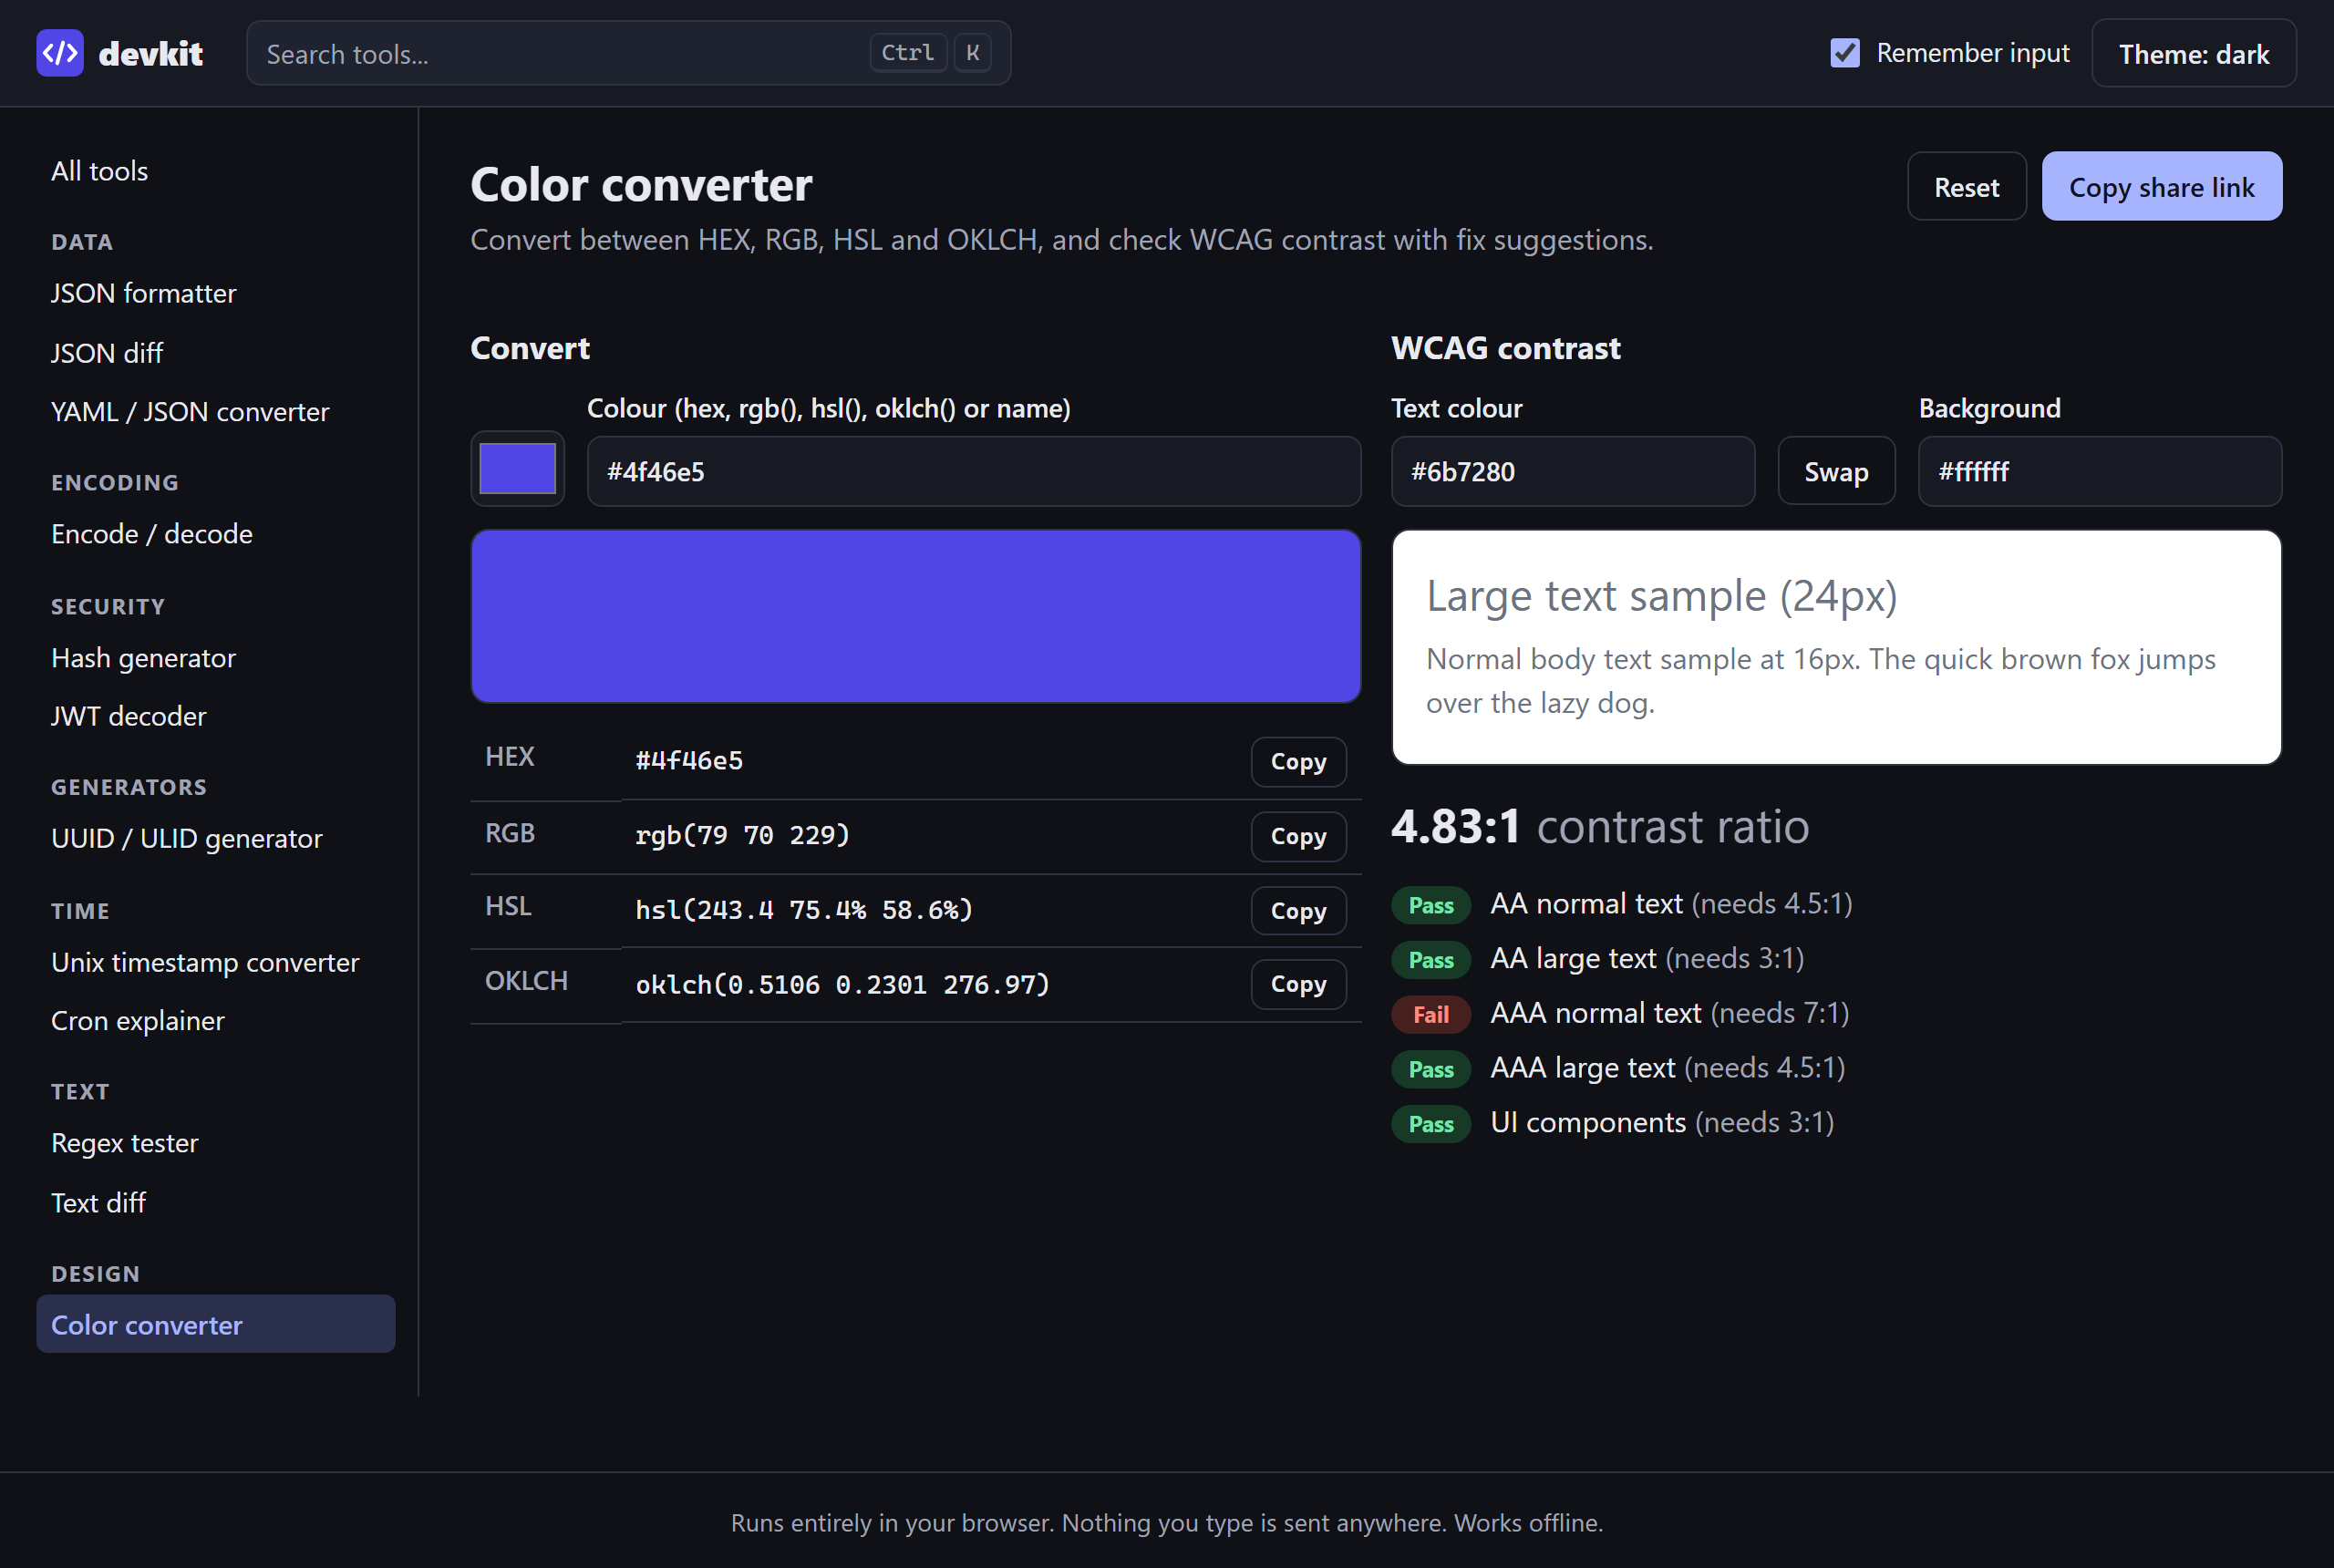 devkit
Search tools...
Ctrl K
Remember input
Theme: dark
All tools
DATA
JSON formatter
JSON diff
YAML / JSON converter
ENCODING
Encode / decode
SECURITY
Hash generator
JWT decoder
GENERATORS
UUID / ULID generator
TIME
Unix timestamp converter
Cron explainer
TEXT
Regex tester
Text diff
DESIGN
Color converter
Color converter
Reset
Copy share link
Convert between HEX, RGB, HSL and OKLCH, and check WCAG contrast with fix suggestions.
Convert
Colour (hex, rgb(), hsl(), oklch() or name)
#4f46e5
HEX #4f46e5 Copy
RGB rgb(79 70 229) Copy
HSL hsl(243.4 75.4% 58.6%) Copy
OKLCH oklch(0.5106 0.2301 276.97) Copy
WCAG contrast
Text colour
Background
#6b7280
Swap
#ffffff
Large text sample (24px)
Normal body text sample at 16px. The quick brown fox jumps
over the lazy dog.
4.83:1 contrast ratio
Pass AA normal text (needs 4.5:1)
Pass AA large text (needs 3:1)
Fail AAA normal text (needs 7:1)
Pass AAA large text (needs 4.5:1)
Pass UI components (needs 3:1)
Runs entirely in your browser. Nothing you type is sent anywhere. Works offline.